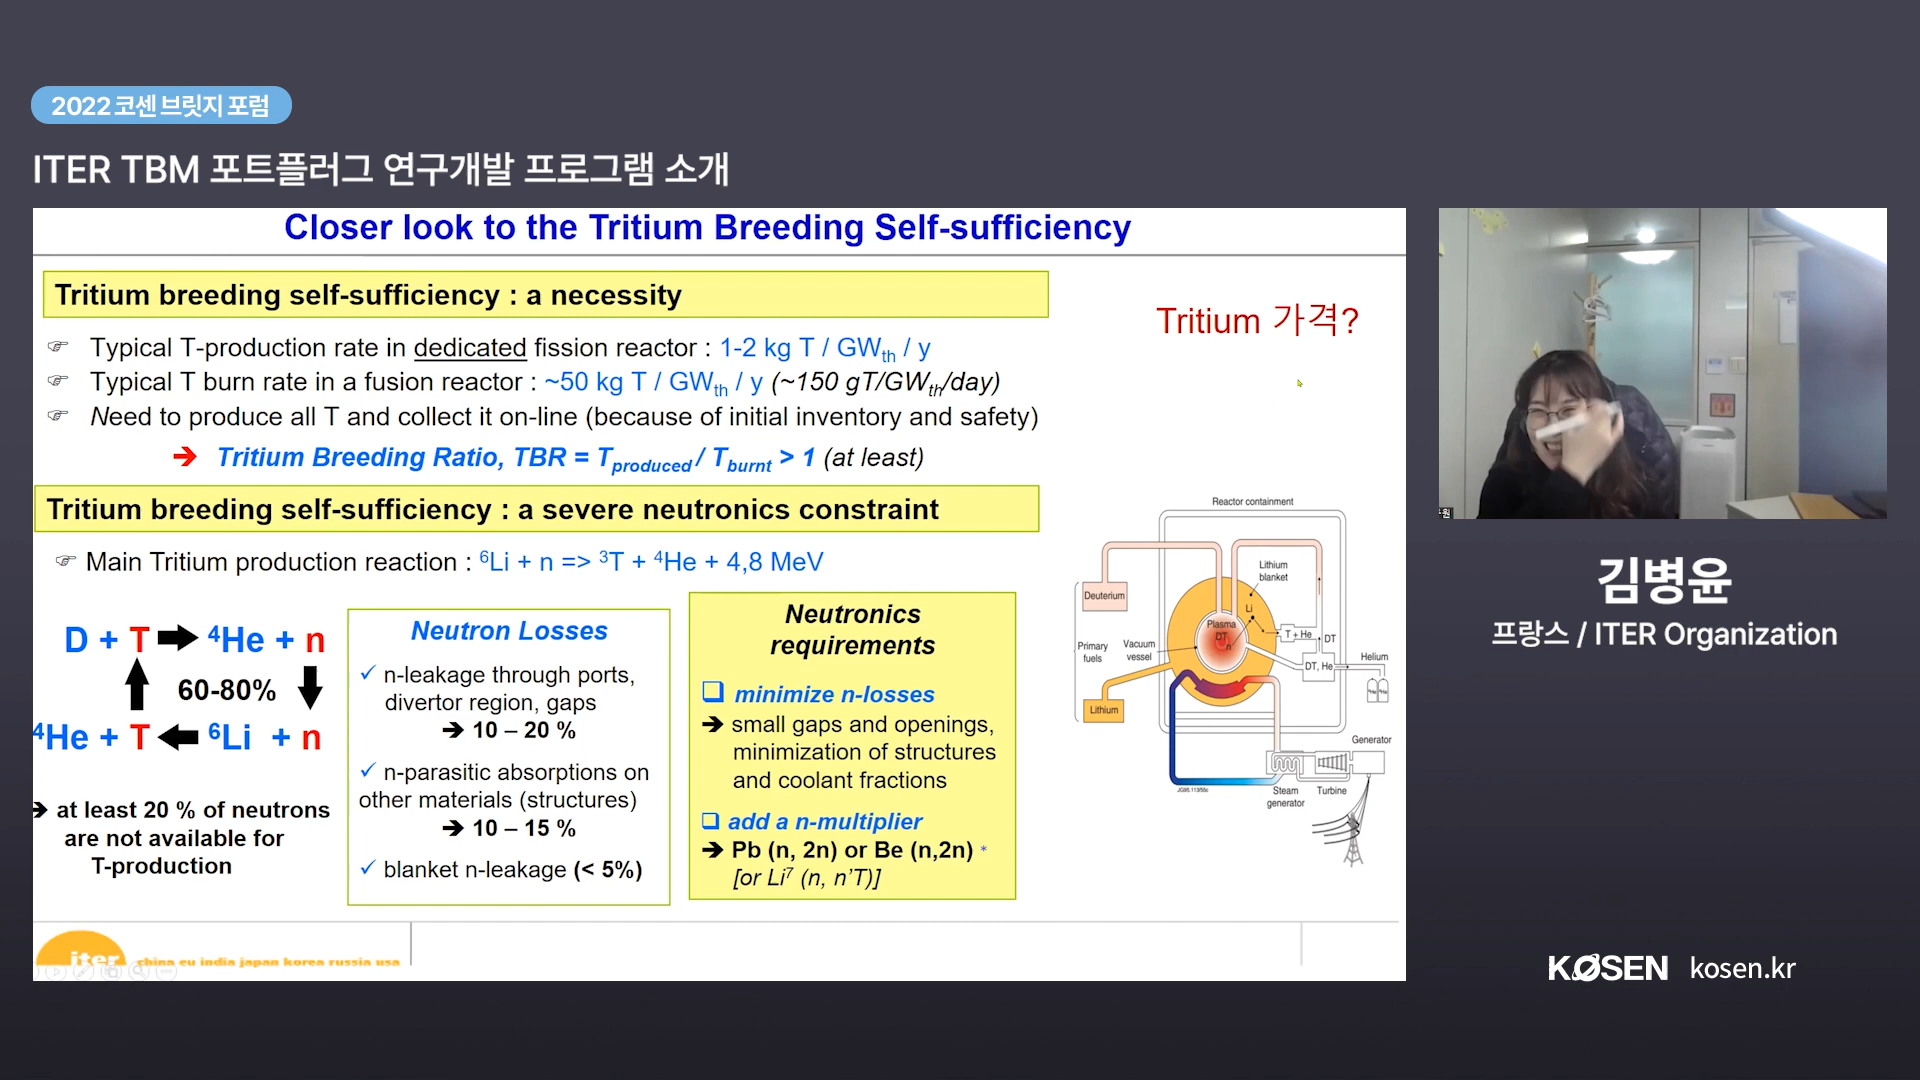 2022 코센 브릿지 포럼
ITER TBM 포트플러그 연구개발 프로그램 소개
Closer look to the Tritium Breeding Self-sufficiency
Tritium breeding self-sufficiency : a necessity
Typical T-production rate in dedicated fission reactor : 1-2 kg T / GWth / y
Typical T burn rate in a fusion reactor : ~50 kg T / GWth / y (~150 gT/GWth/day)
Need to produce all T and collect it on-line (because of initial inventory and safety)
➔ Tritium Breeding Ratio, TBR = Tproduced / Tburnt > 1 (at least)
Tritium 가격?
Tritium breeding self-sufficiency : a severe neutronics constraint
Main Tritium production reaction : ⁶Li + n => ³T + ⁴He + 4,8 MeV
D + T ➔ ⁴He + n
60-80%
⁴He + T ← ⁶Li + n
➔ at least 20 % of neutrons
are not available for
T-production
Neutron Losses
✓ n-leakage through ports,
divertor region, gaps
➔ 10 – 20 %
✓ n-parasitic absorptions on
other materials (structures)
➔ 10 – 15 %
✓ blanket n-leakage (< 5%)
Neutronics
requirements
❑ minimize n-losses
➔ small gaps and openings,
minimization of structures
and coolant fractions
❑ add a n-multiplier
➔ Pb (n, 2n) or Be (n,2n) *
[or Li⁷ (n, n'T)]
Reactor containment
Lithium
blanket
Deuterium
Li
Plasma
DT
n
T + He
DT
Primary
fuels
Vacuum
vessel
DT, He
Helium
Lithium
Generator
Steam
generator
Turbine
iter
china eu india japan korea russia usa
김병윤
프랑스 / ITER Organization
KOSEN kosen.kr